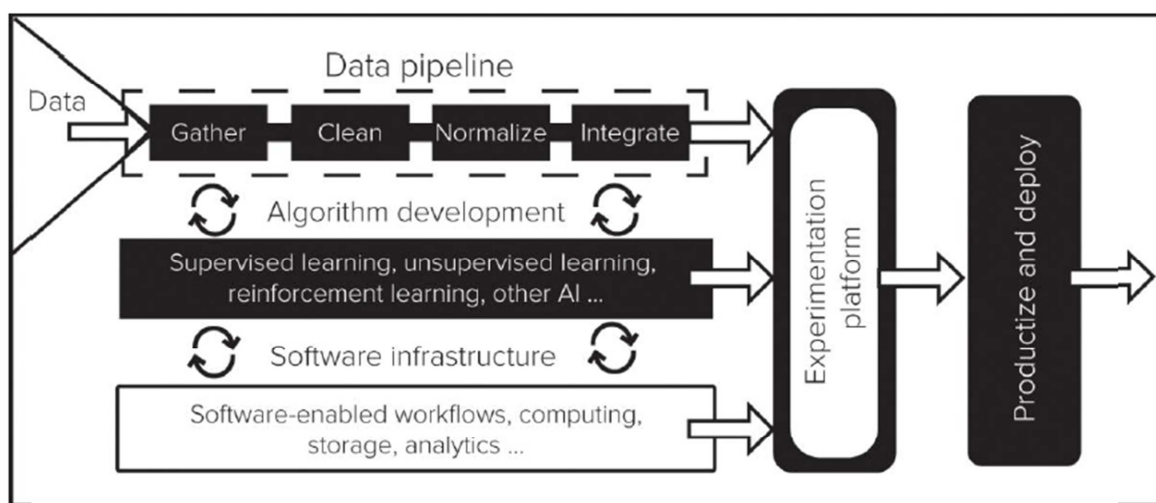 Data pipeline
Data
Gather
Clean
Normalize
Integrate
Algorithm development
Supervised learning, unsupervised learning,
reinforcement learning, other AI ...
Software infrastructure
Software-enabled workflows, computing,
storage, analytics ...
Experimentation
platform
Productize and deploy